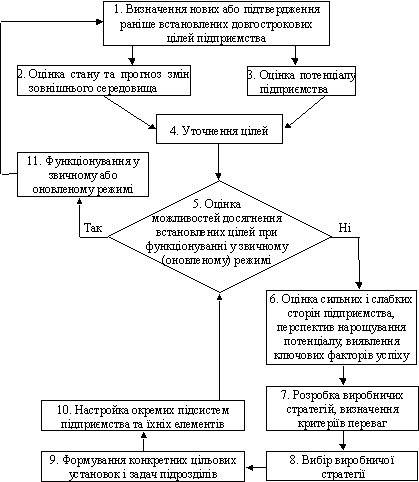 1. Визначення нових або підтвердження
раніше встановлених довгострокових
цілей підприємства
2. Оцінка стану та прогноз змін
зовнішнього середовища
3. Оцінка потенціалу
підприємства
4. Уточнення цілей
11. Функціонування у
звичному або
оновленому режимі
5. Оцінка
можливостей досягнення
встановлених цілей при
функціонуванні у звичному
(оновленому) режимі
Так
Ні
6. Оцінка сильних і слабких
сторін підприємства,
перспектив нарощування
потенціалу, виявлення
ключових факторів успіху
7. Розробка виробничих
стратегій, визначення
критеріїв переваг
8. Вибір виробничої
стратегії
9. Формування конкретних цільових
установок і задач підрозділів
10. Настройка окремих підсистем
підприємства та їхніх елементів